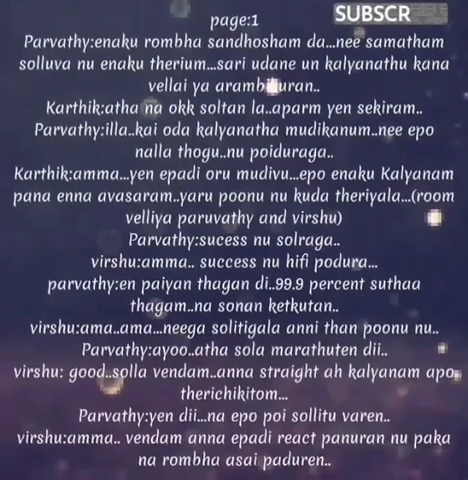 SUBSCR
page:1
Parvathy:enaku rombha sandhosham da...nee samatham
solluva nu enaku therium...sari udane un kalyanathu kana
vellai ya
Karthik:atha na okk soltan la..aparm yen sekiram..
Parvathy:illa..kai oda kalyanatha mudikanum..nee epo
nalla thogu..nu poiduraga..
Karthik:amma...yen epadi oru mudivu...epo enaku Kalyanam
pana enna avasaram..yaru poonu nu kuda theriyala...(room
velliya paruvathy and virshu)
Parvathy:sucess nu solraga..
virshu:amma.. success nu hifi podura...
parvathy:en paiyan thagan di..99.9 percent suthaa
thagam..na sonan ketkutan..
virshu:ama..ama...neega solitigala anni than poonu nu..
Parvathy:ayoo..atha sola marathuten dii..
virshu: good..solla vendam..anna straight ah kalyanam apo
therichikitom...
Parvathy:yen dii...na epo poi sollitu varen..
virshu:amma.. vendam anna epadi react panuran nu paka
na rombha asai paduren..